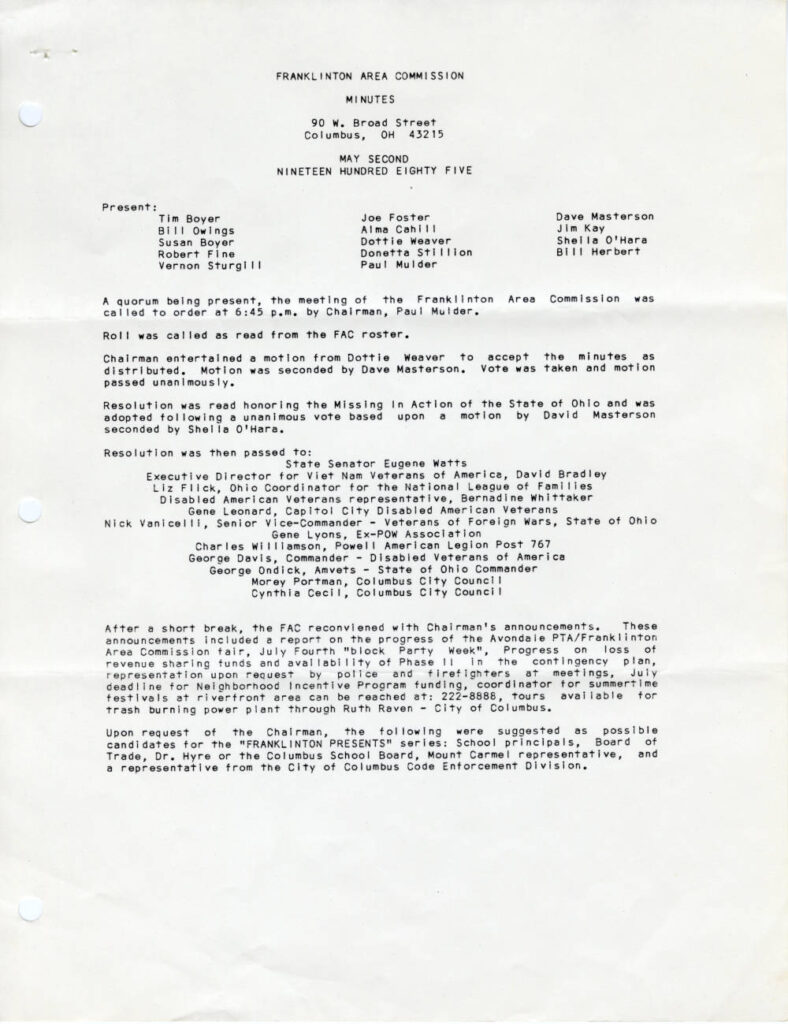 FRANKLINTON AREA COMMISSION
MINUTES
90 W. Broad Street
Columbus, OH 43215
MAY SECOND
NINETEEN HUNDRED EIGHTY FIVE
Present:
Tim Boyer Joe Foster Dave Masterson
Bill Owings Alma Cahill Jim Kay
Susan Boyer Dottie Weaver Sheila O'Hara
Robert Fine Donetta Stillion Bill Herbert
Vernon Sturgill Paul Mulder
A quorum being present, the meeting of the Franklinton Area Commission was
called to order at 6:45 p.m. by Chairman, Paul Mulder.
Roll was called as read from the FAC roster.
Chairman entertained a motion from Dottie Weaver to accept the minutes as
distributed. Motion was seconded by Dave Masterson. Vote was taken and motion
passed unanimously.
Resolution was read honoring the Missing In Action of the State of Ohio and was
adopted following a unanimous vote based upon a motion by David Masterson
seconded by Sheila O'Hara.
Resolution was then passed to:
State Senator Eugene Watts
Executive Director for Viet Nam Veterans of America, David Bradley
Liz Flick, Ohio Coordinator for the National League of Families
Disabled American Veterans representative, Bernadine Whittaker
Gene Leonard, Capitol City Disabled American Veterans
Nick Vanicelli, Senior Vice-Commander - Veterans of Foreign Wars, State of Ohio
Gene Lyons, Ex-POW Association
Charles Williamson, Powell American Legion Post 767
George Davis, Commander - Disabled Veterans of America
George Ondick, Amvets - State of Ohio Commander
Morey Portman, Columbus City Council
Cynthia Cecil, Columbus City Council
After a short break, the FAC reconviened with Chairman's announcements. These
announcements included a report on the progress of the Avondale PTA/Franklinton
Area Commission fair, July Fourth "block Party Week", Progress on loss of
revenue sharing funds and availability of Phase II in the contingency plan,
representation upon request by police and firefighters at meetings, July
deadline for Neighborhood Incentive Program funding, coordinator for summertime
festivals at riverfront area can be reached at: 222-8888, tours available for
trash burning power plant through Ruth Raven - City of Columbus.
Upon request of the Chairman, the following were suggested as possible
candidates for the "FRANKLINTON PRESENTS" series: School principals, Board of
Trade, Dr. Hyre or the Columbus School Board, Mount Carmel representative, and
a representative from the City of Columbus Code Enforcement Division.